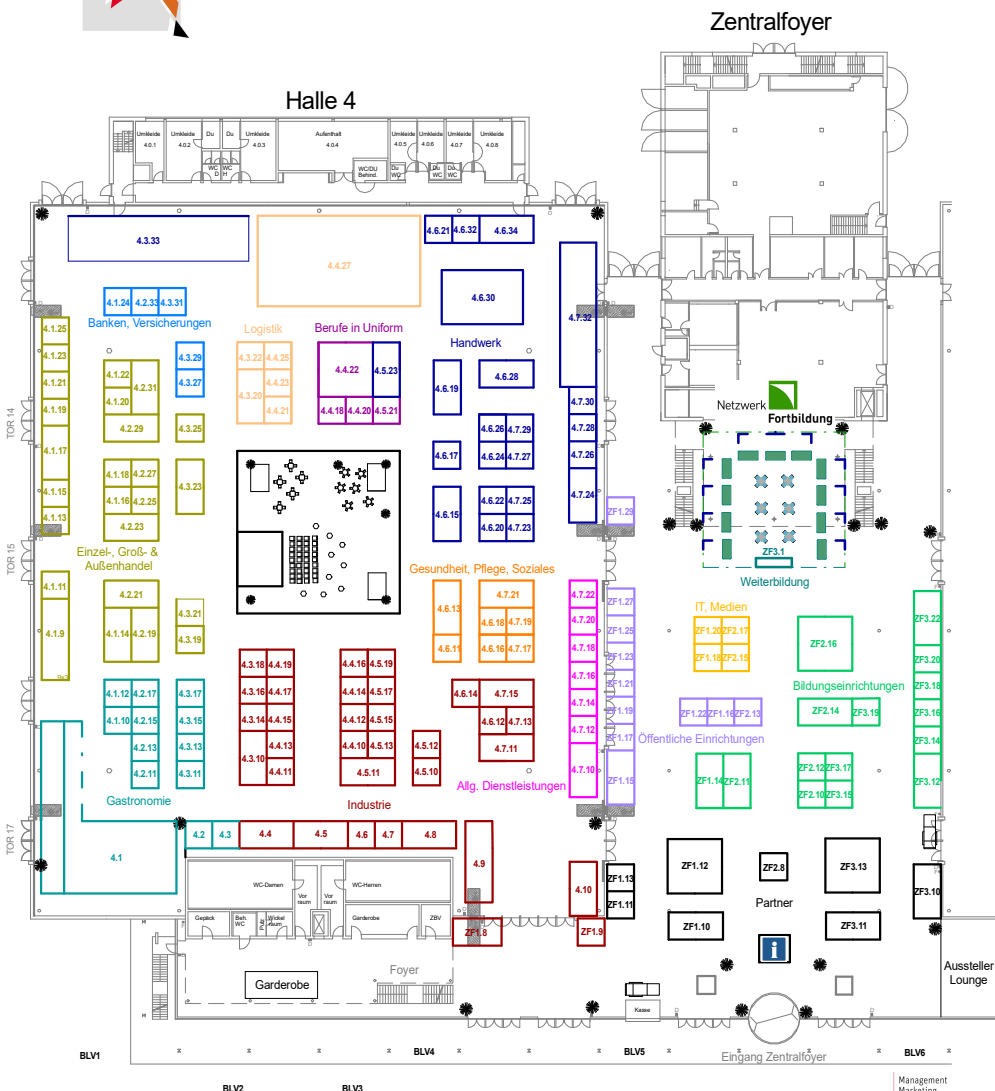 Zentralfoyer
Halle 4
Umkleide
4.0.1
Umkleide
4.0.2
Du
Du
Umkleide
4.0.3
Aufenthalt
4.0.4
Umkleide
4.0.5
Umkleide
4.0.6
Umkleide
4.0.7
Umkleide
4.0.8
WC
D
WC
H
WC/DU
Behind.
Du
WC
Du
WC
Du
WC
4.3.33
4.4.27
4.6.21
4.6.32
4.6.34
4.6.30
4.7.32
4.1.24
4.2.33
4.3.31
Banken, Versicherungen
Logistik
Berufe in Uniform
Handwerk
4.1.25
4.1.23
4.1.21
4.1.19
4.1.17
4.1.15
4.1.13
4.1.11
4.1.9
4.1.22
4.1.20
4.2.31
4.2.29
4.3.29
4.3.27
4.3.25
4.3.23
4.3.22
4.4.25
4.4.23
4.3.20
4.4.21
4.4.22
4.5.23
4.4.18
4.4.20
4.5.21
4.6.19
4.6.28
4.6.26
4.7.29
4.6.24
4.7.27
4.6.17
4.7.30
4.7.28
4.7.26
4.7.24
4.6.15
4.6.22
4.7.25
4.6.20
4.7.23
4.1.18
4.2.27
4.1.16
4.2.25
4.2.23
TOR 14
TOR 15
TOR 17
Netzwerk
Fortbildung
ZF3.1
Weiterbildung
ZF1.29
Einzel-, Groß- &
Außenhandel
4.2.21
4.1.14
4.2.19
4.3.21
4.3.19
Gesundheit, Pflege, Soziales
4.6.13
4.6.11
4.7.21
4.6.18
4.7.19
4.6.16
4.7.17
4.7.22
4.7.20
4.7.18
4.7.16
4.7.14
4.7.12
4.7.10
ZF1.27
ZF1.25
ZF1.23
ZF1.21
ZF1.19
ZF1.17
ZF1.15
IT, Medien
ZF1.20
ZF2.17
ZF1.18
ZF2.15
ZF2.16
ZF3.22
ZF3.20
ZF3.18
ZF3.16
ZF3.14
ZF3.12
Bildungseinrichtungen
ZF2.14
ZF3.19
ZF1.22
ZF1.16
ZF2.13
Öffentliche Einrichtungen
ZF1.14
ZF2.11
ZF2.12
ZF3.17
ZF2.10
ZF3.15
4.1.12
4.2.17
4.1.10
4.2.15
4.2.13
4.2.11
4.3.17
4.3.15
4.3.13
4.3.11
Gastronomie
4.3.18
4.4.19
4.3.16
4.4.17
4.3.14
4.4.15
4.3.10
4.4.13
4.4.11
4.4.16
4.5.19
4.4.14
4.5.17
4.4.12
4.5.15
4.4.10
4.5.13
4.5.11
4.5.12
4.5.10
4.6.14
4.7.15
4.6.12
4.7.13
4.7.11
Allg. Dienstleistungen
Industrie
4.1
4.2
4.3
4.4
4.5
4.6
4.7
4.8
4.9
4.10
ZF1.13
ZF1.11
ZF1.12
ZF2.8
ZF3.13
Partner
ZF1.10
ZF3.11
ZF3.10
ZF1.8
ZF1.9
i
WC-Damen
Vor
raum
Vor
raum
WC-Herren
Gepäck
Beh.
WC
Putz
Wickel
raum
Garderobe
ZBV
Garderobe
Foyer
Kasse
Aussteller
Lounge
Eingang Zentralfoyer
BLV1
BLV2
BLV3
BLV4
BLV5
BLV6
Management